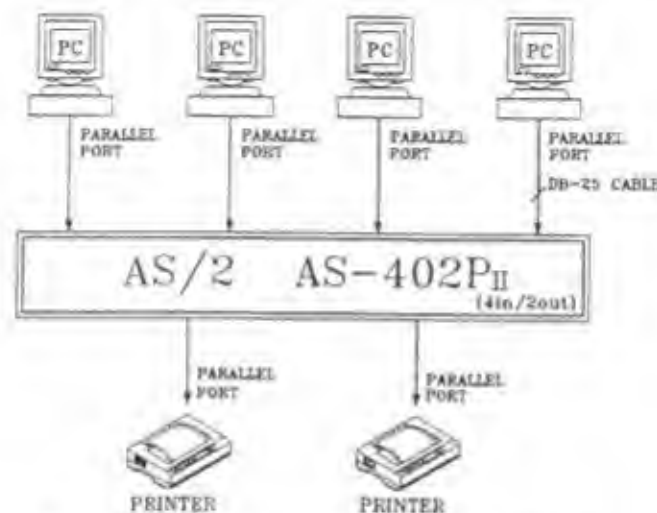 PC PC PC PC
PARALLEL
PORT
PARALLEL
PORT
PARALLEL
PORT
PARALLEL
PORT
DB-25 CABLE
AS/2 AS-402PII
(4in/2out)
PARALLEL
PORT
PARALLEL
PORT
PRINTER PRINTER